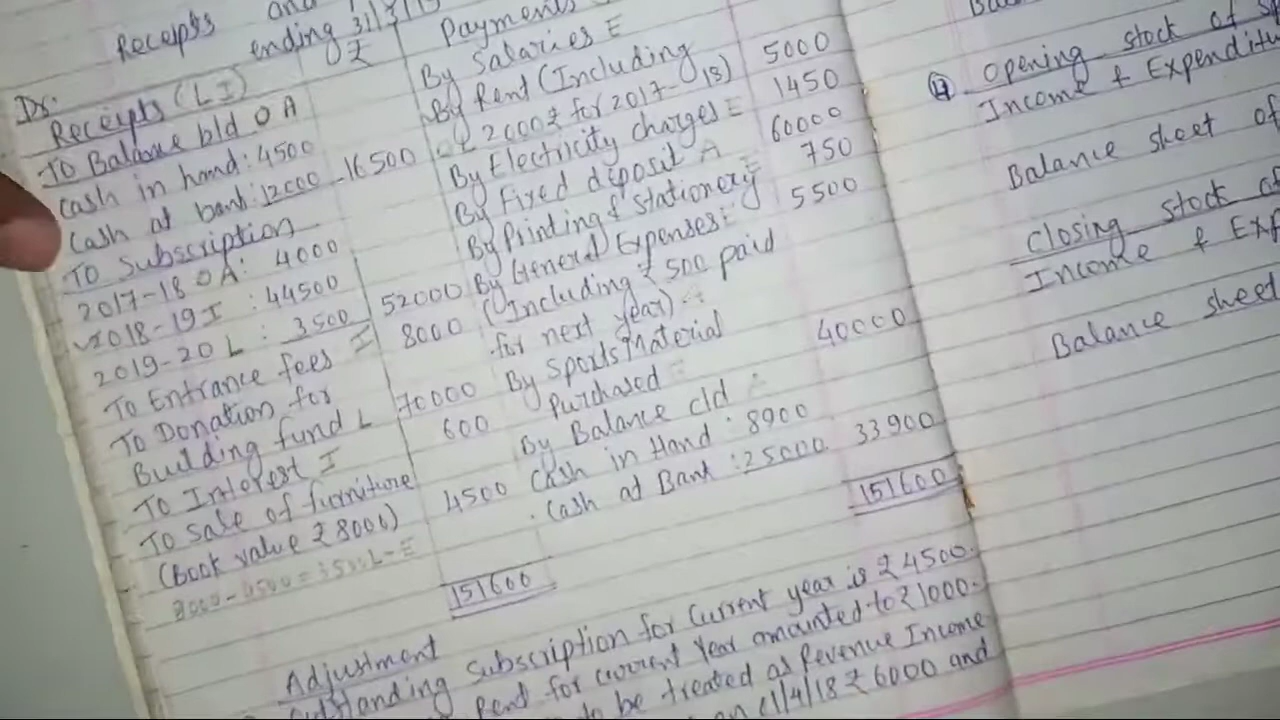 Receipts and
ending 31/3/19
Dr.
Receipts (L I)
₹
To Balance b/d O A
Cash in hand: 4500
Cash at bank: 12000 16500
To Subscription
2017-18 O A: 4000
2018-19 I : 44500
2019-20 L : 3500 52000
To Entrance fees I 8000
To Donation for
Building fund L 70000
To Interest I 600
To Sale of furniture
(Book value ₹ 8000) 4500
8000-4500=3500L-E
151600
Payments
By Salaries E
By Rent (Including
₹ 2000₹ for 2017-18) 5000
By Electricity charges E 1450
By Fixed diposit A 60000
By Printing & Stationery E 750
By General Expenses E 5500
(Including ₹ 500 paid
for next year)
By Sports Material
Purchased 40000
By Balance c/d
Cash in Hand : 8900
Cash at Bank : 25000 33900
151600
Adjustment
Outstanding Subscription for Current year is ₹ 4500.
Rent for current Year amounted to ₹ 1000.
to be treated as Revenue Income
on 1/4/18 ₹ 6000 and
④ Opening stock of
Income & Expenditu
Balance sheet of
Closing stock of
Income & Exp
Balance sheet